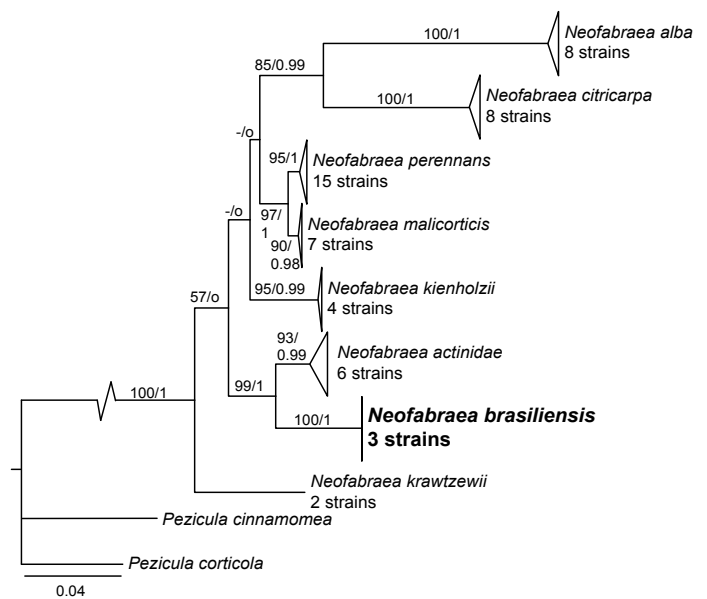 100/1
Neofabraea alba
8 strains
85/0.99
100/1
Neofabraea citricarpa
8 strains
-/o
95/1
Neofabraea perennans
15 strains
97/
1
-/o
Neofabraea malicorticis
7 strains
90/
0.98
95/0.99
Neofabraea kienholzii
4 strains
57/o
93/
0.99
Neofabraea actinidae
6 strains
99/1
100/1
100/1
Neofabraea brasiliensis
3 strains
Neofabraea krawtzewii
2 strains
Pezicula cinnamomea
Pezicula corticola
0.04